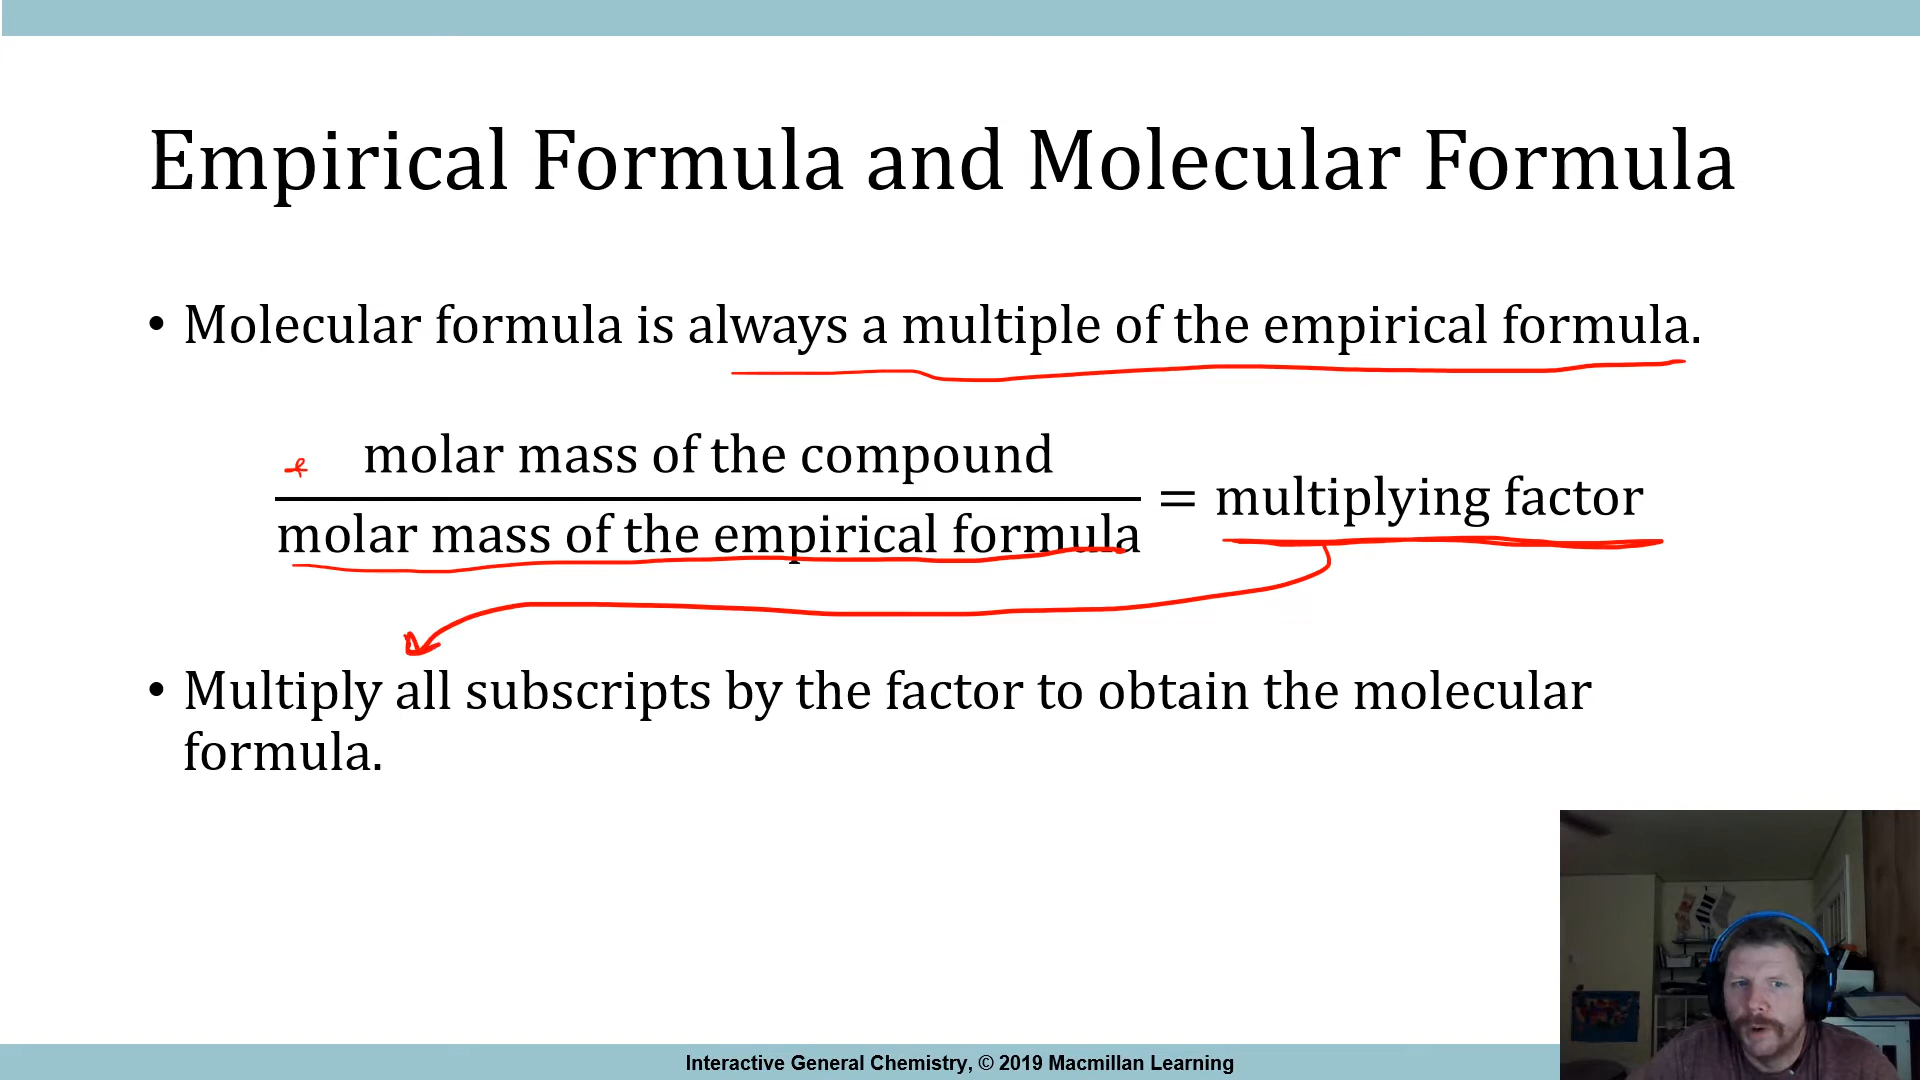 Empirical Formula and Molecular Formula
• Molecular formula is always a multiple of the empirical formula.
molar mass of the compound
molar mass of the empirical formula
= multiplying factor
• Multiply all subscripts by the factor to obtain the molecular
formula.
Interactive General Chemistry, © 2019 Macmillan Learning